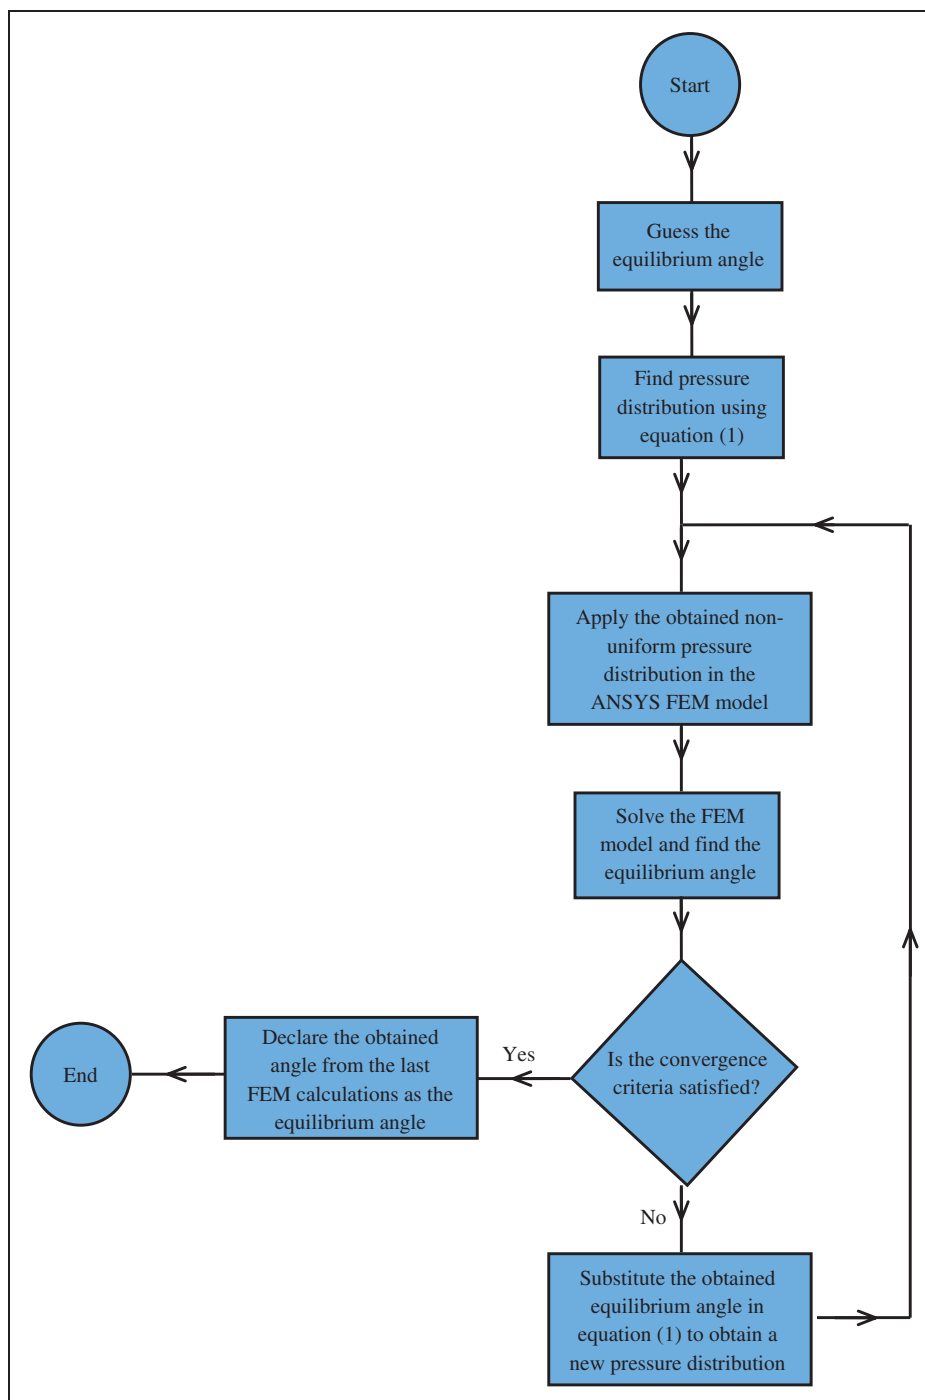 Start
Guess the
equilibrium angle
Find pressure
distribution using
equation (1)
Apply the obtained non-
uniform pressure
distribution in the
ANSYS FEM model
Solve the FEM
model and find the
equilibrium angle
Is the convergence
criteria satisfied?
Yes
Declare the obtained
angle from the last
FEM calculations as the
equilibrium angle
End
No
Substitute the obtained
equilibrium angle in
equation (1) to obtain a
new pressure distribution